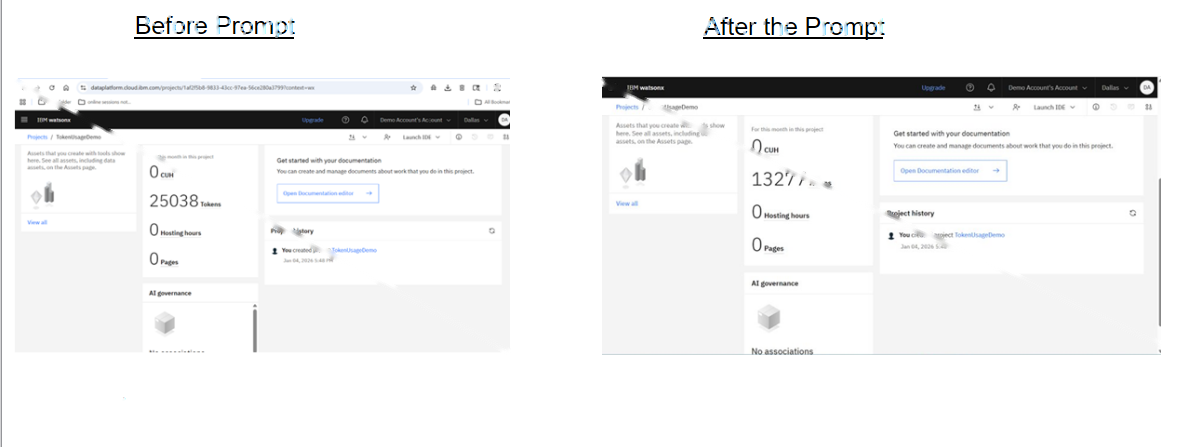 Before Prompt
dataplatform.cloud.ibm.com/projects/
online sessions not...
All Bookmar
IBM watsonx
Upgrade
Demo Account's Account
Dallas
DA
Projects / TokenUsageDemo
Launch IDE
Assets that you create with tools show
here. See all assets, including data
assets, on the Assets page.
View all
month in this project
0 CUH
25038 Tokens
0 Hosting hours
0 Pages
AI governance
No associations
Get started with your documentation
You can create and manage documents about work that you do in this project.
Open Documentation editor
You created
TokenUsageDemo
Jan 04, 2026 5:48 PM
After the Prompt
IBM watsonx
Upgrade
Demo Account's Account
Dallas
DA
Projects / UsageDemo
Launch IDE
Assets that you create show
here. See all assets, including
assets, on the Assets page.
View all
For this month in this project
0 CUH
0 Hosting hours
0 Pages
AI governance
No associations
Get started with your documentation
You can create and manage documents about work that you do in this project.
Open Documentation editor
Project history
You project TokenUsageDemo
Jan 04, 2026